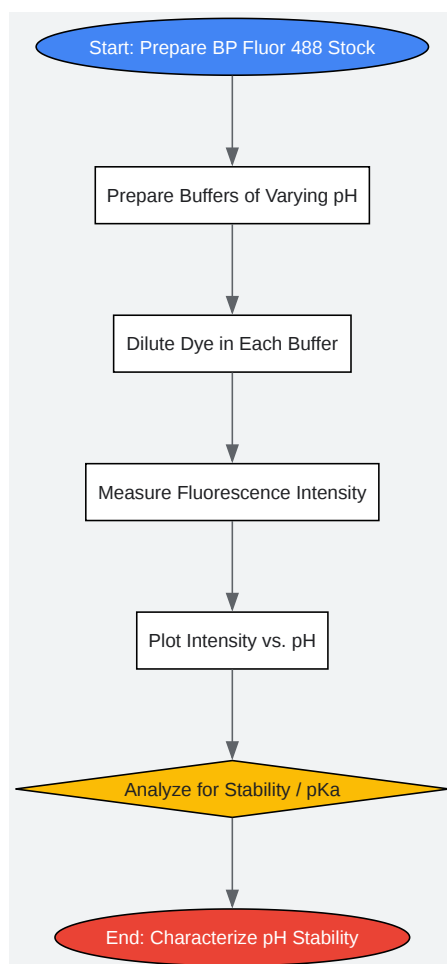 Start: Prepare BP Fluor 488 Stock
Prepare Buffers of Varying pH
Dilute Dye in Each Buffer
Measure Fluorescence Intensity
Plot Intensity vs. pH
Analyze for Stability / pKa
End: Characterize pH Stability